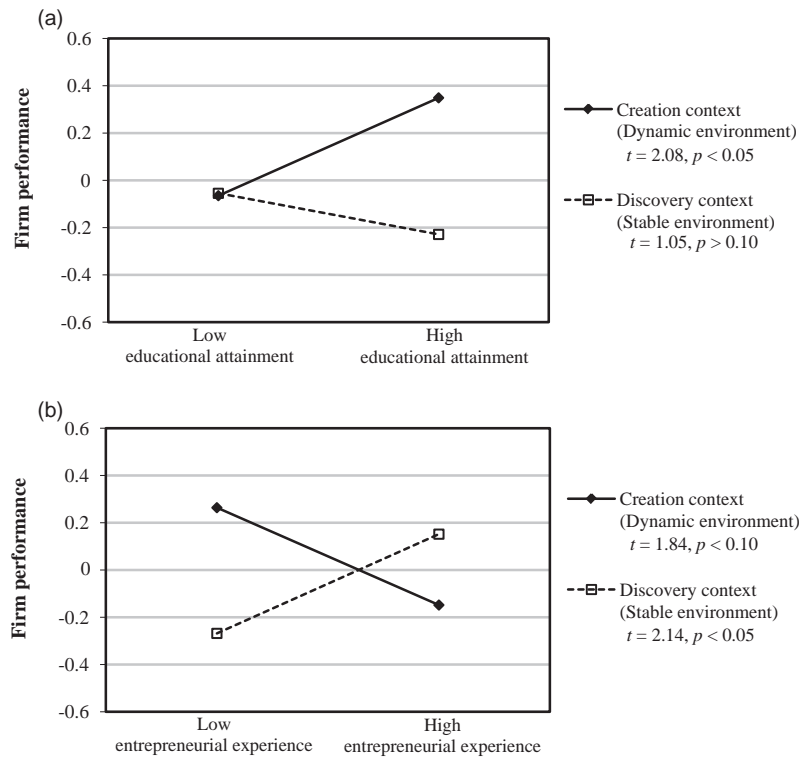 (a)
0.6
0.4
0.2
0
-0.2
-0.4
-0.6
Firm performance
Low
educational attainment
High
educational attainment
Creation context
(Dynamic environment)
t = 2.08, p < 0.05
Discovery context
(Stable environment)
t = 1.05, p > 0.10
(b)
0.6
0.4
0.2
0
-0.2
-0.4
-0.6
Firm performance
Low
entrepreneurial experience
High
entrepreneurial experience
Creation context
(Dynamic environment)
t = 1.84, p < 0.10
Discovery context
(Stable environment)
t = 2.14, p < 0.05